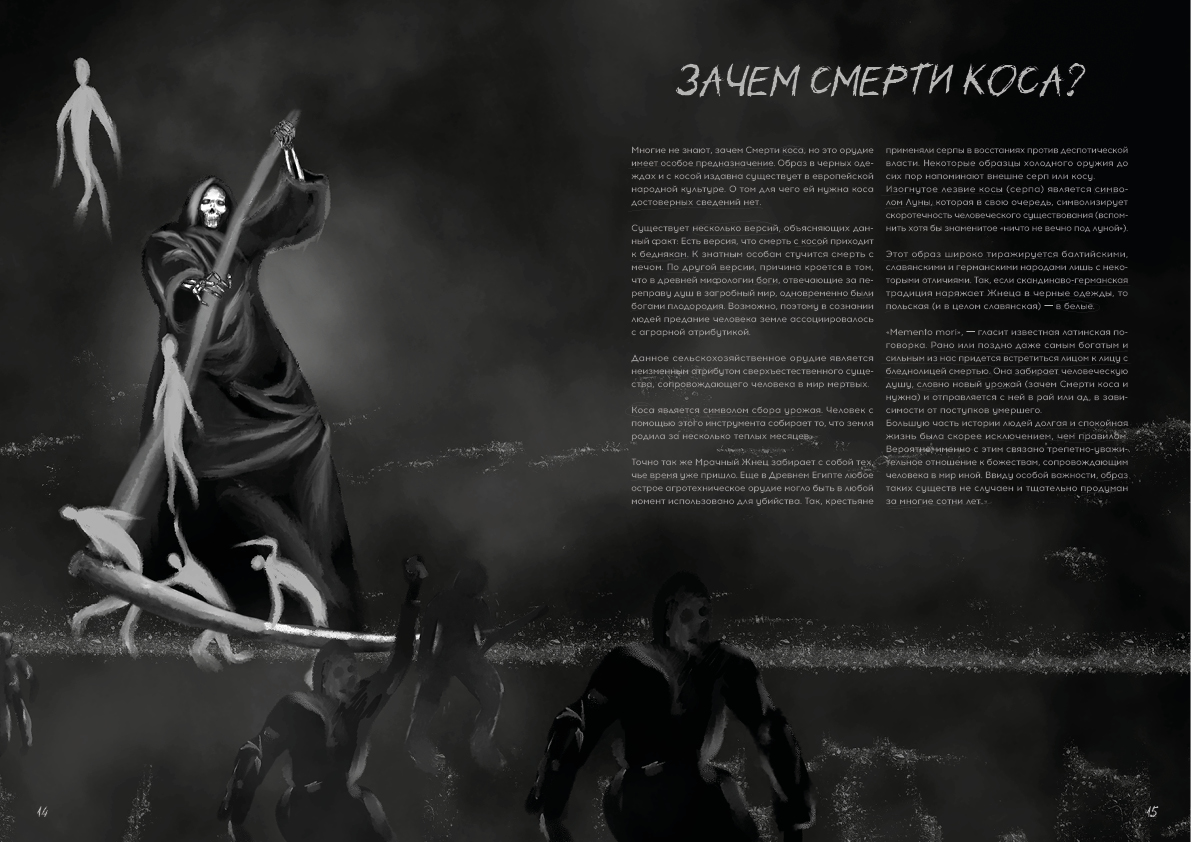 ЗАЧЕМ СМЕРТИ КОСА?
Многие не знают, зачем Смерти коса, но это орудие
имеет особое предназначение. Образ в черных оде-
ждах и с косой издавна существует в европейской
народной культуре. О том для чего ей нужна коса
достоверных сведений нет.
Существует несколько версий, объясняющих дан-
ный факт: Есть версия, что смерть с косой приходит
к беднякам. К знатным особам стучится смерть с
мечом. По другой версии, причина кроется в том,
что в древней мифологии боги, отвечающие за пе-
реправу душ в загробный мир, одновременно были
богами плодородия. Возможно, поэтому в сознании
людей предание человека земле ассоциировалось
с аграрной атрибутикой.
Данное сельскохозяйственное орудие является
неизменным атрибутом сверхъестественного суще-
ства, сопровождающего человека в мир мертвых.
Коса является символом сбора урожая. Человек с
помощью этого инструмента собирает то, что земля
родила за несколько теплых месяцев.
Точно так же Мрачный Жнец забирает с собой тех,
чье время уже пришло. Еще в Древнем Египте любое
острое агротехническое орудие могло быть в любой
момент использовано для убийства. Так, крестьяне
применяли серпы в восстаниях против деспотической
власти. Некоторые образцы холодного оружия до
сих пор напоминают внешне серп или косу.
Изогнутое лезвие косы (серпа) является симво-
лом Луны, которая в свою очередь, символизирует
скоротечность человеческого существования (вспом-
нить хотя бы знаменитое «ничто не вечно под луной»).
Этот образ широко тиражируется балтийскими,
славянскими и германскими народами лишь с неко-
торыми отличиями. Так, если скандинаво-германская
традиция наряжает Жнеца в черные одежды, то
польская (и в целом славянская) — в белые.
«Memento mori», — гласит известная латинская по-
говорка. Рано или поздно даже самым богатым и
сильным из нас придется встретиться лицом к лицу с
бледнолицей смертью. Она забирает человеческую
душу, словно новый урожай (зачем Смерти коса и
нужна) и отправляется с ней в рай или ад, в зави-
симости от поступков умершего.
Большую часть истории людей долгая и спокойная
жизнь была скорее исключением, чем правилом.
Вероятно именно с этим связано трепетно-уважи-
тельное отношение к божествам, сопровождающим
человека в мир иной. Ввиду особой важности, образ
таких существ не случаен и тщательно продуман
за многие сотни лет.
14
15